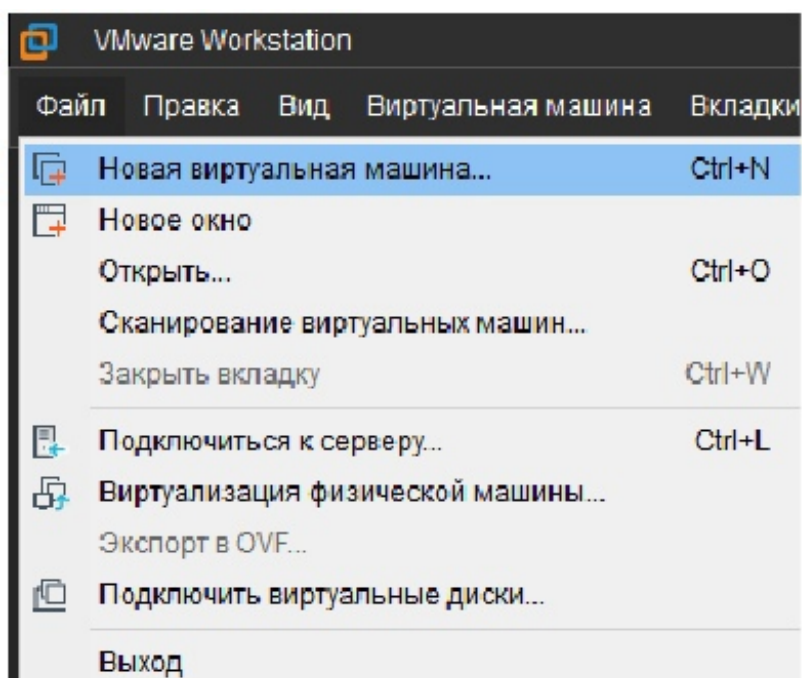 VMware Workstation
Файл Правка Вид Виртуальная машина Вкладки
Новая виртуальная машина... Ctrl+N
Новое окно
Открыть... Ctrl+O
Сканирование виртуальных машин...
Закрыть вкладку Ctrl+W
Подключиться к серверу... Ctrl+L
Виртуализация физической машины...
Экспорт в OVF...
Подключить виртуальные диски...
Выход